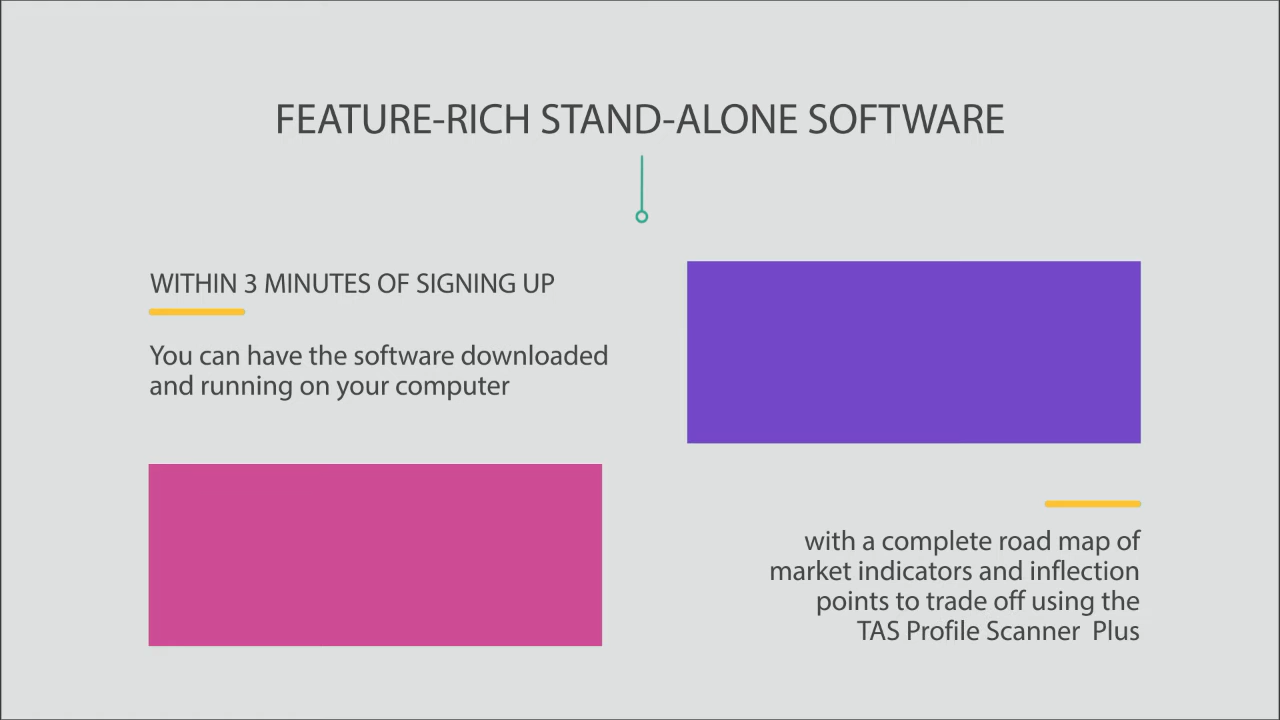 FEATURE-RICH STAND-ALONE SOFTWARE
WITHIN 3 MINUTES OF SIGNING UP
You can have the software downloaded
and running on your computer
with a complete road map of
market indicators and inflection
points to trade off using the
TAS Profile Scanner  Plus